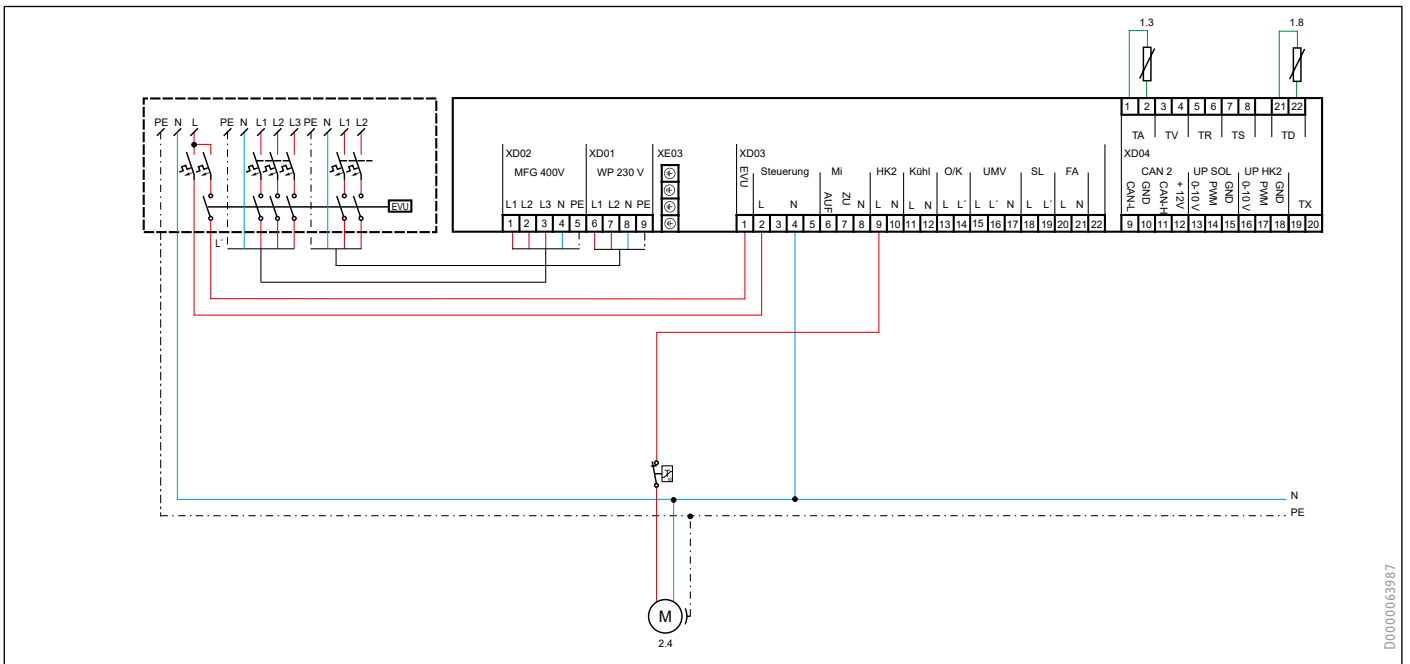 1.3 1.8
1 2 3 4 5 6 7 8 21 22
TA TV TR TS TD
PE N L PE N L1 L2 L3 PE N L1 L2
XD02 XD01 XE03 XD03 XD04
MFG 400V WP 230 V
EVU Steuerung Mi HK2 Kühl O/K UMV SL FA
CAN 2 UP SOL UP HK2
L N AUF ZU N L N L N L L´ L L´ N L L´ L N
CAN-L GND CAN-H + 12V 0-10 V PWM GND 0-10 V PWM GND TX
L1 L2 L3 N PE L1 L2 N PE
1 2 3 4 5 6 7 8 9
1 2 3 4 5 6 7 8 9 10 11 12 13 14 15 16 17 18 19 20 21 22
9 10 11 12 13 14 15 16 17 18 19 20
EVU
L´
N
PE
M
2.4
D0000063987